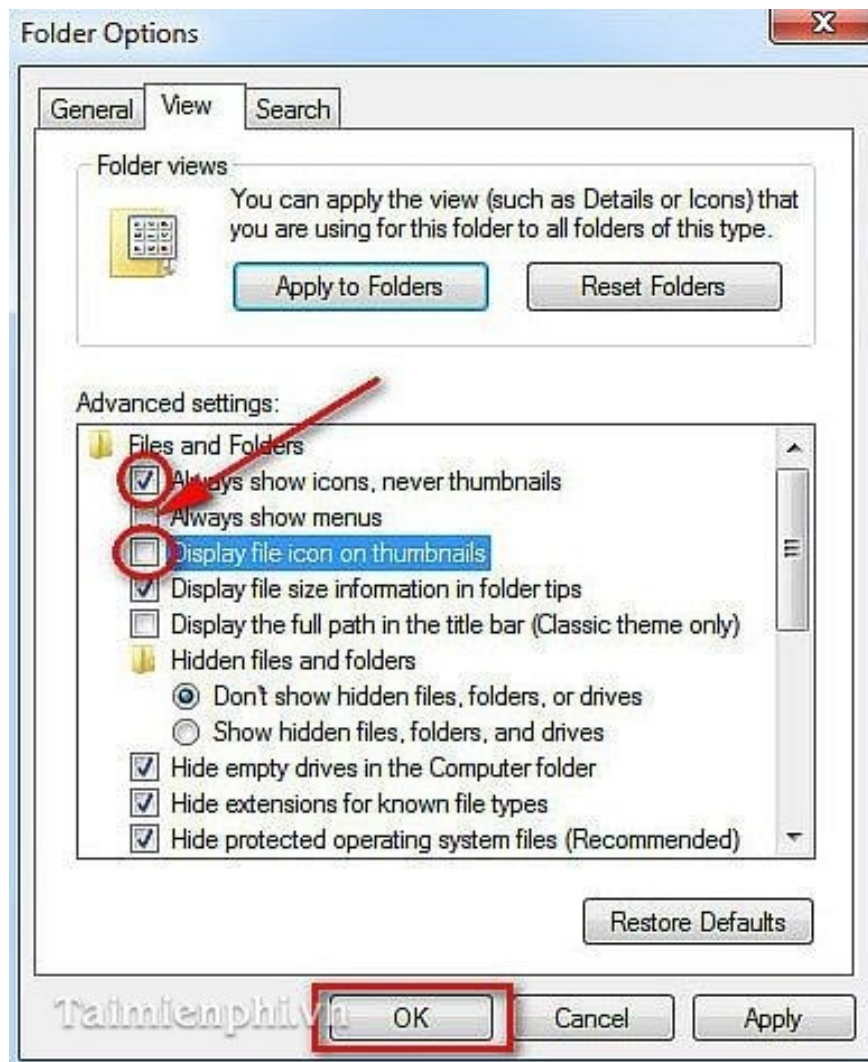 Folder Options
General
View
Search
Folder views
You can apply the view (such as Details or Icons) that
you are using for this folder to all folders of this type.
Apply to Folders
Reset Folders
Advanced settings:
Files and Folders
Always show icons, never thumbnails
Always show menus
Display file icon on thumbnails
Display file size information in folder tips
Display the full path in the title bar (Classic theme only)
Hidden files and folders
Don't show hidden files, folders, or drives
Show hidden files, folders, and drives
Hide empty drives in the Computer folder
Hide extensions for known file types
Hide protected operating system files (Recommended)
Restore Defaults
Taimienphi.vn
OK
Cancel
Apply